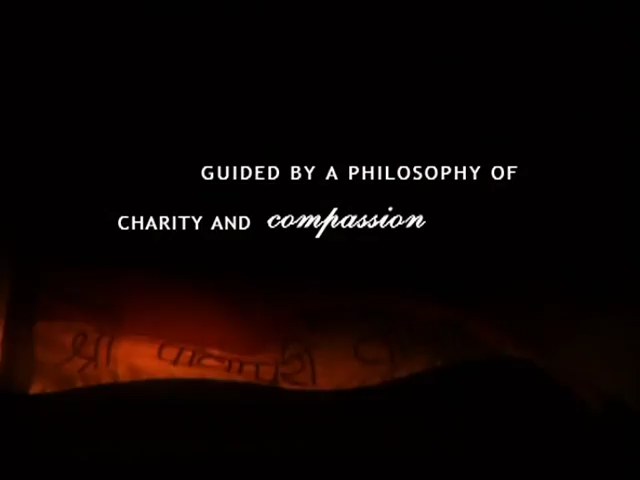 GUIDED BY A PHILOSOPHY OF
CHARITY AND compassion
श्री